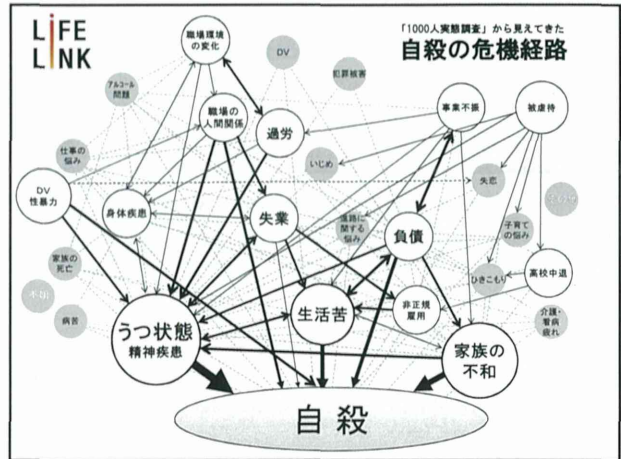 LIFE
LINK
「1000人実態調査」から見えてきた
自殺の危機経路
職場環境
の変化
DV
犯罪被害
アルコール
問題
職場の
人間関係
過労
事業不振
被虐待
仕事の
悩み
いじめ
DV
性暴力
身体疾患
失業
進路に
関する
悩み
負債
失恋
子育て
の悩み
家族の
死亡
ひきこもり
高校中退
病苦
うつ状態
精神疾患
生活苦
非正規
雇用
家族の
不和
介護・
看病
疲れ
自殺